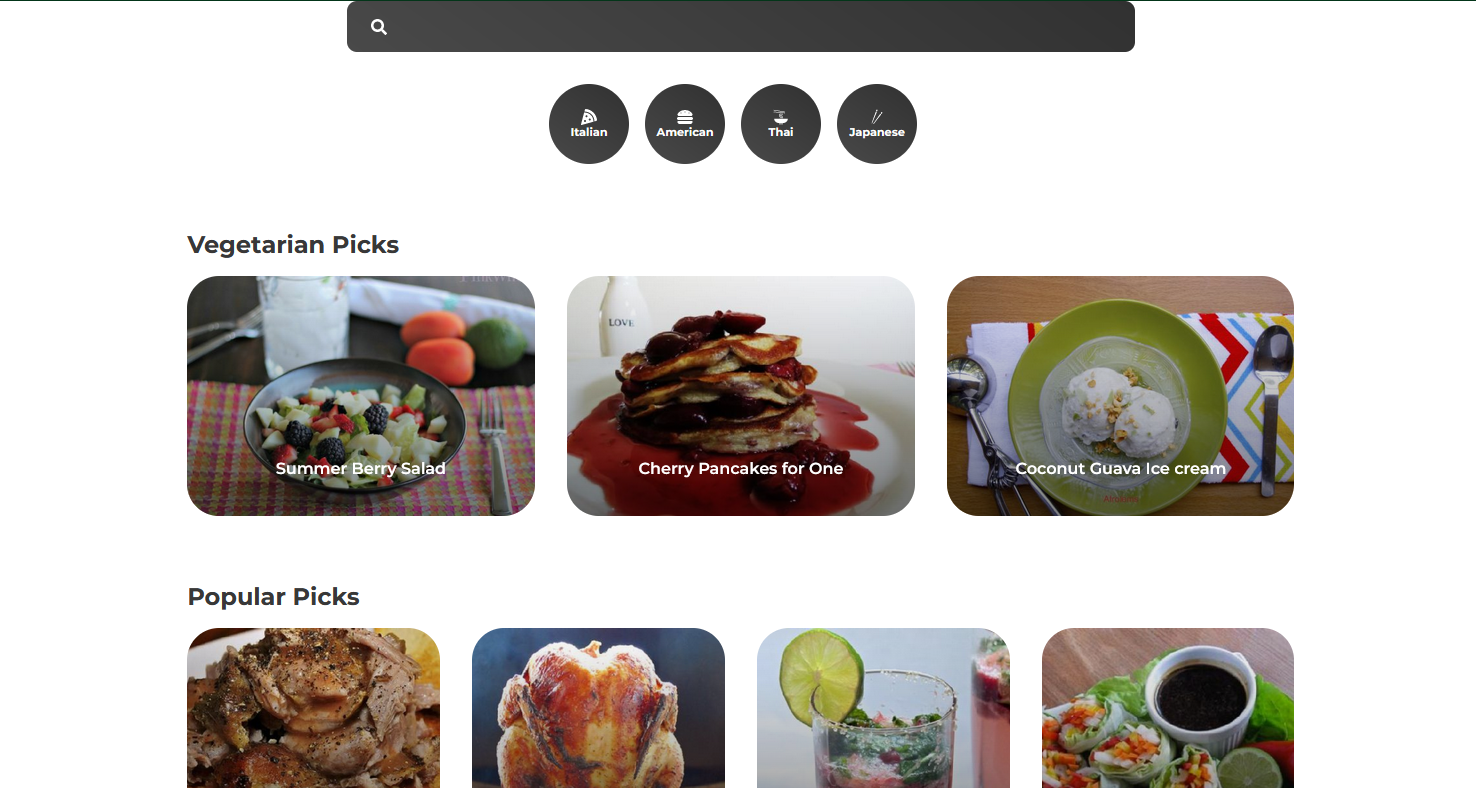 Italian
American
Thai
Japanese
Vegetarian Picks
LOVE
Summer Berry Salad
Cherry Pancakes for One
Coconut Guava Ice cream
Popular Picks